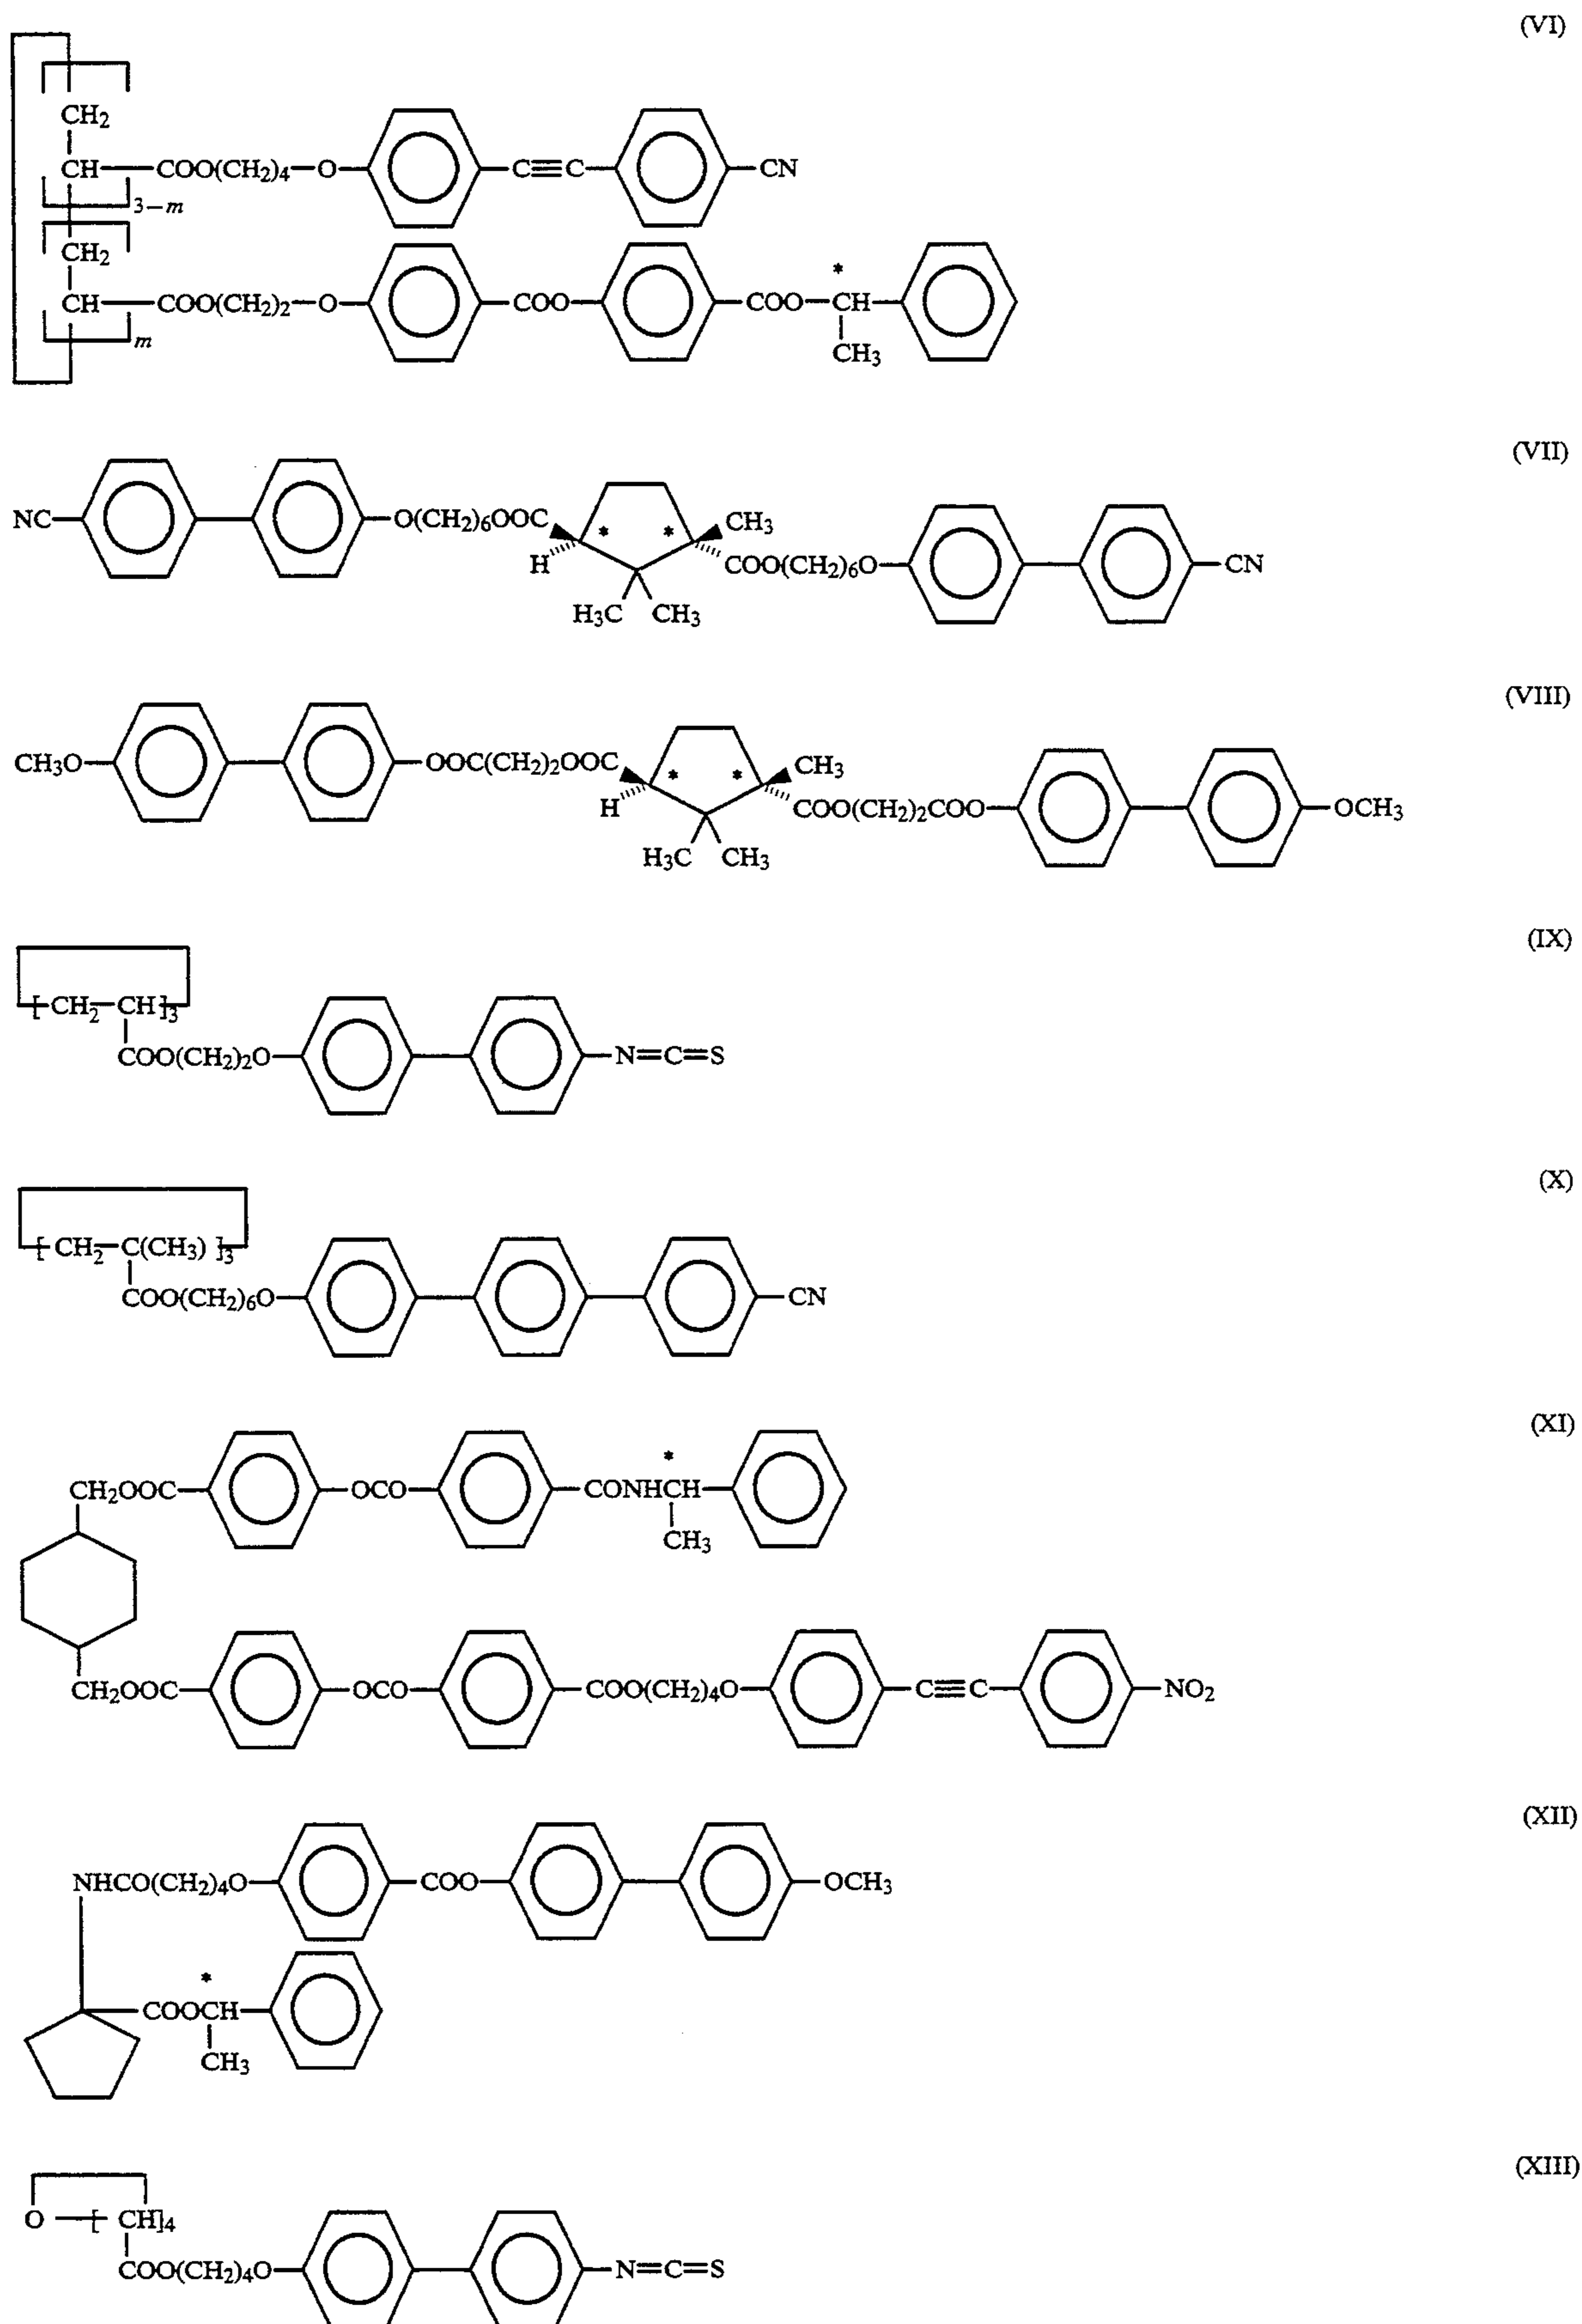 (VI)
CH2
CH—COO(CH2)4—O—C≡C—CN
3−m
CH2
*
CH—COO(CH2)2—O—COO—COO—CH
m
CH3
(VII)
NC—O(CH2)6OOC * * CH3
H COO(CH2)6O—CN
H3C CH3
(VIII)
CH3O—OOC(CH2)2OOC * * CH3
H COO(CH2)2COO—OCH3
H3C CH3
(IX)
[CH2—CH]3
COO(CH2)2O—N=C=S
(X)
[CH2—C(CH3)]3
COO(CH2)6O—CN
(XI)
*
CH2OOC—OCO—CONHCH
CH3
CH2OOC—OCO—COO(CH2)4O—C≡C—NO2
(XII)
NHCO(CH2)4O—COO—OCH3
*
COOCH
CH3
(XIII)
O—[CH]4
COO(CH2)4O—N=C=S